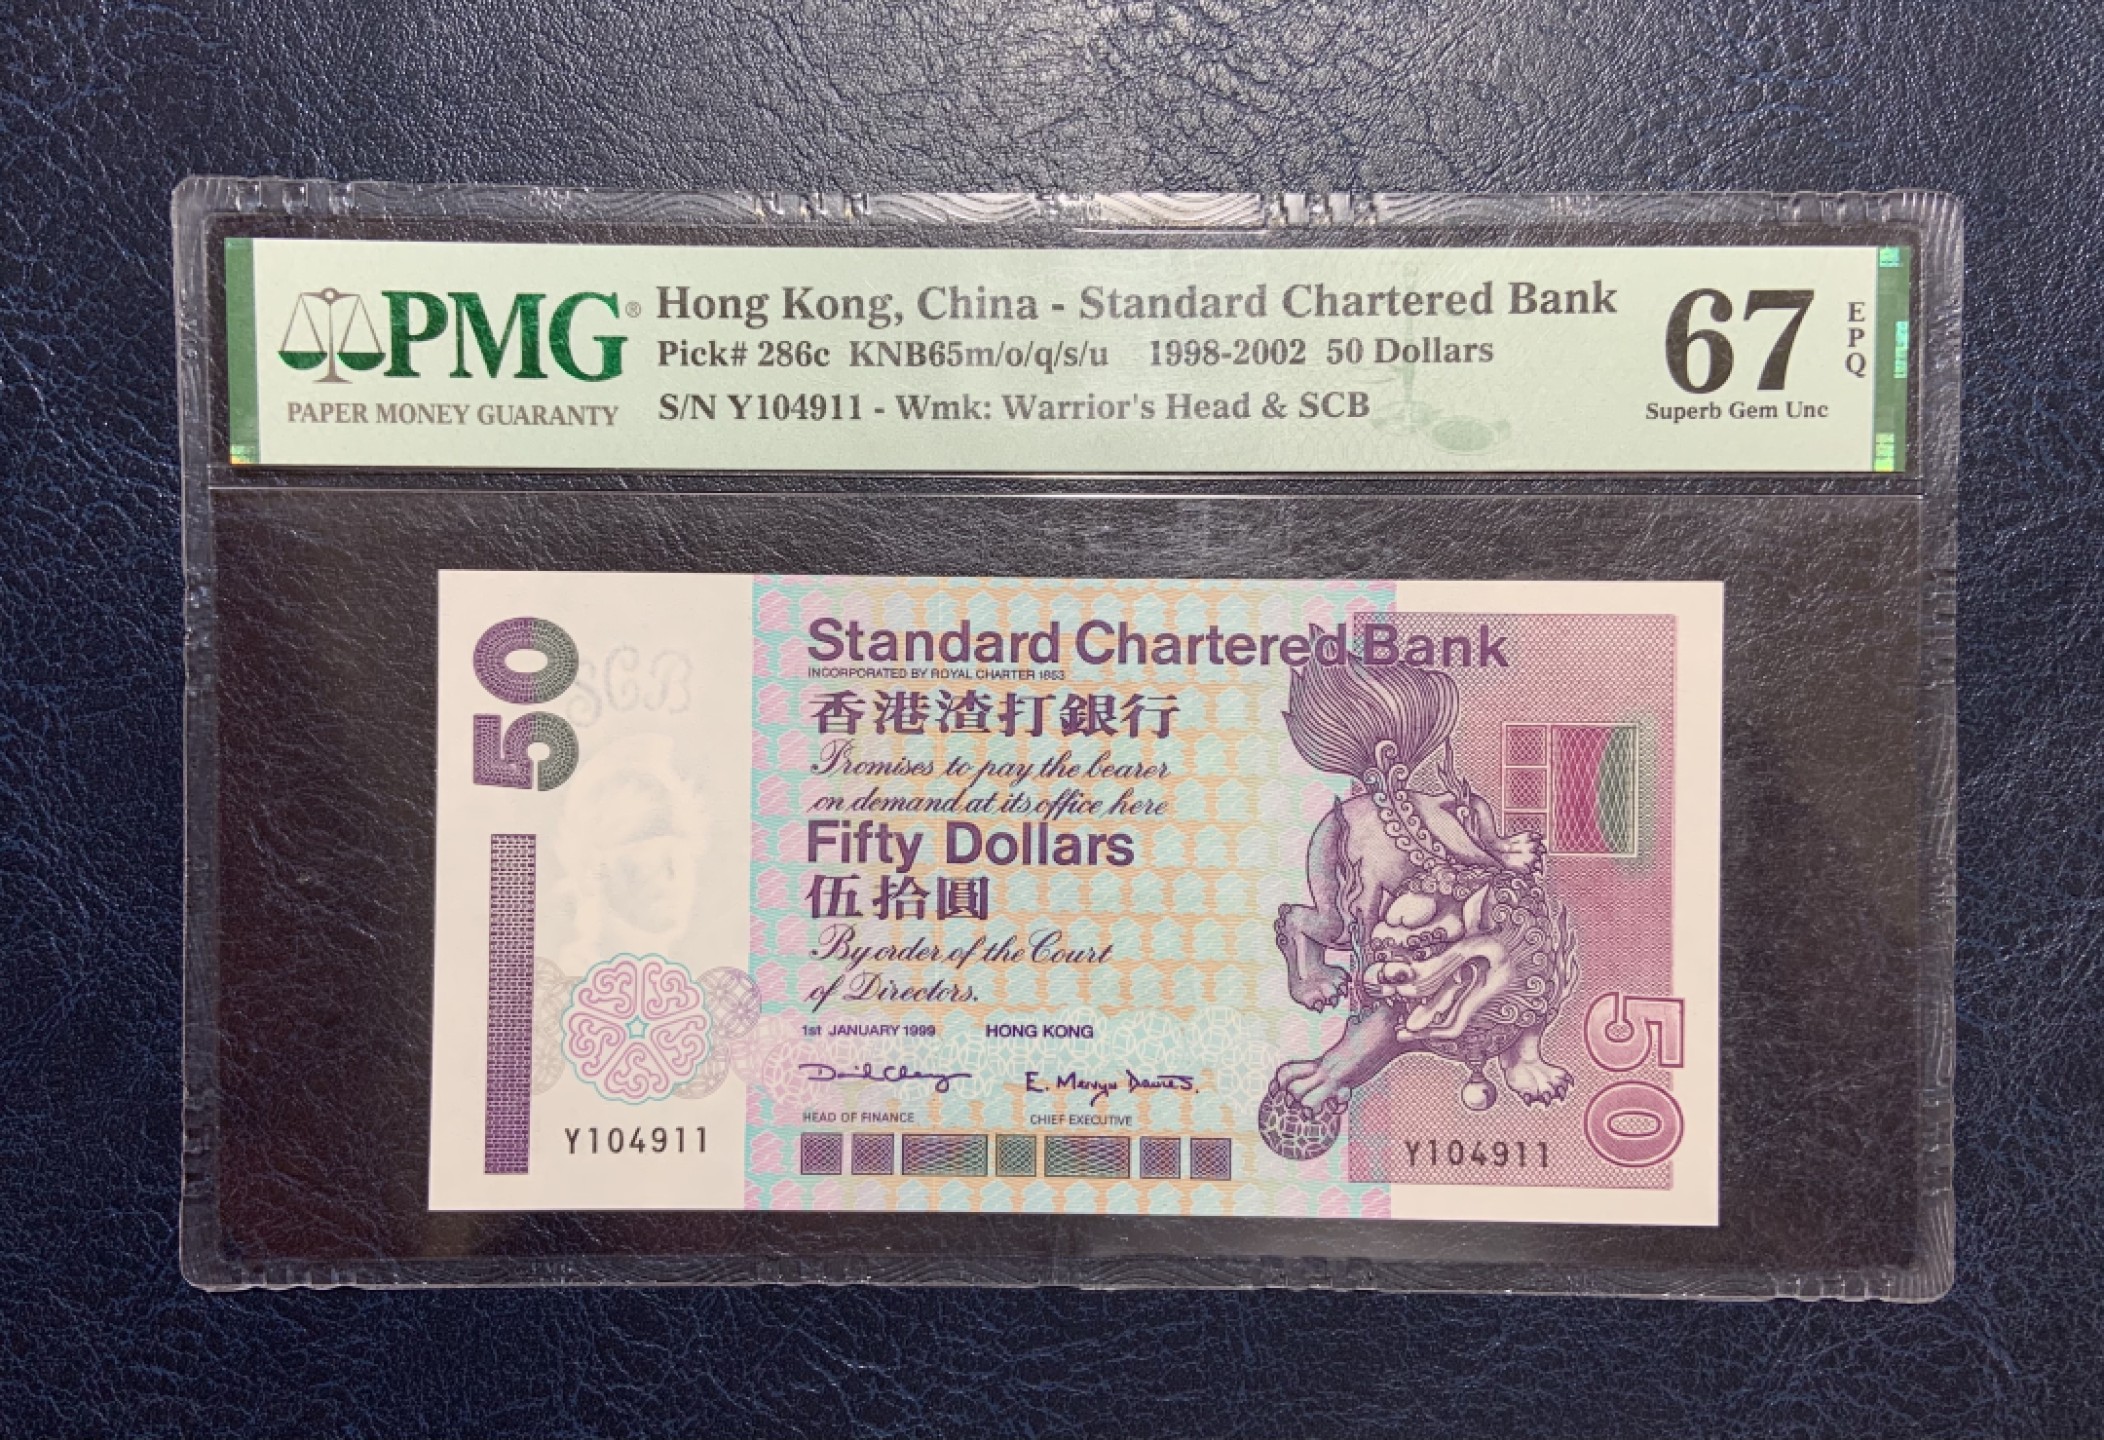 PMG®
PAPER MONEY GUARANTY
Hong Kong, China - Standard Chartered Bank
Pick# 286c KNB65m/o/q/s/u 1998-2002 50 Dollars
S/N Y104911 - Wmk: Warrior's Head & SCB
67
EPQ
Superb Gem Unc
50
SCB
Standard Chartered Bank
INCORPORATED BY ROYAL CHARTER 1853
香港渣打銀行
Promises to pay the bearer
on demand at its office here
Fifty Dollars
伍拾圓
By order of the Court
of Directors.
1st JANUARY 1999 HONG KONG
E. Mervyn Davies.
HEAD OF FINANCE CHIEF EXECUTIVE
Y104911
Y104911
50